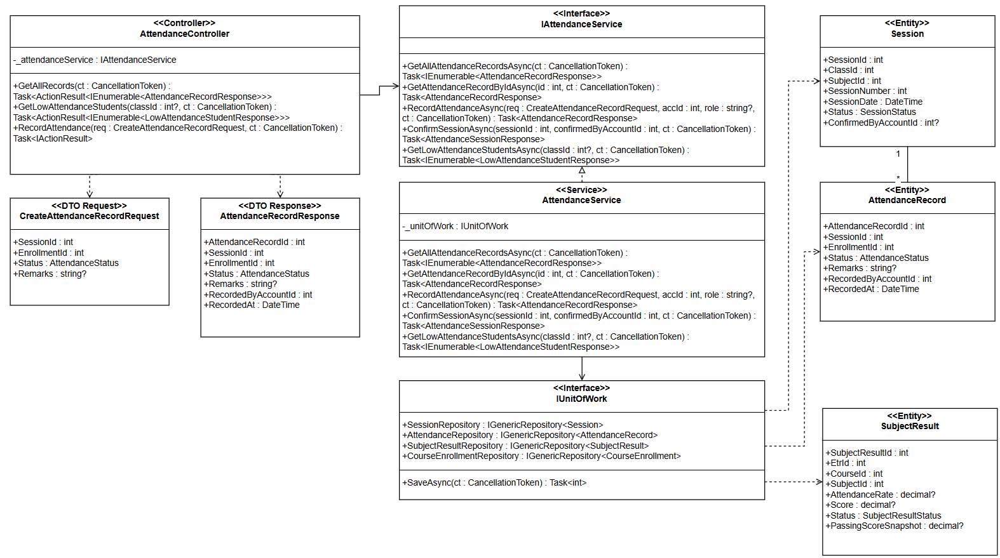 <<Controller>>
AttendanceController
-_attendanceService : IAttendanceService
+GetAllRecords(ct : CancellationToken) :
Task<ActionResult<IEnumerable<AttendanceRecordResponse>>>
+GetLowAttendanceStudents(classId : int?, ct : CancellationToken) :
Task<ActionResult<IEnumerable<LowAttendanceStudentResponse>>>
+RecordAttendance(req : CreateAttendanceRecordRequest, ct : CancellationToken) :
Task<IActionResult>
<<DTO Request>>
CreateAttendanceRecordRequest
+SessionId : int
+EnrollmentId : int
+Status : AttendanceStatus
+Remarks : string?
<<DTO Response>>
AttendanceRecordResponse
+AttendanceRecordId : int
+SessionId : int
+EnrollmentId : int
+Status : AttendanceStatus
+Remarks : string?
+RecordedByAccountId : int
+RecordedAt : DateTime
<<Interface>>
IAttendanceService
+GetAllAttendanceRecordsAsync(ct : CancellationToken) :
Task<IEnumerable<AttendanceRecordResponse>>
+GetAttendanceRecordByIdAsync(id : int, ct : CancellationToken) :
Task<AttendanceRecordResponse>
+RecordAttendanceAsync(req : CreateAttendanceRecordRequest, accId : int, role : string?,
ct : CancellationToken) : Task<AttendanceRecordResponse>
+ConfirmSessionAsync(sessionId : int, confirmedByAccountId : int, ct : CancellationToken) :
Task<AttendanceSessionResponse>
+GetLowAttendanceStudentsAsync(classId : int?, ct : CancellationToken) :
Task<IEnumerable<LowAttendanceStudentResponse>>
<<Service>>
AttendanceService
-_unitOfWork : IUnitOfWork
+GetAllAttendanceRecordsAsync(ct : CancellationToken) :
Task<IEnumerable<AttendanceRecordResponse>>
+GetAttendanceRecordByIdAsync(id : int, ct : CancellationToken) :
Task<AttendanceRecordResponse>
+RecordAttendanceAsync(req : CreateAttendanceRecordRequest, accId : int, role : string?,
ct : CancellationToken) : Task<AttendanceRecordResponse>
+ConfirmSessionAsync(sessionId : int, confirmedByAccountId : int, ct : CancellationToken) :
Task<AttendanceSessionResponse>
+GetLowAttendanceStudentsAsync(classId : int?, ct : CancellationToken) :
Task<IEnumerable<LowAttendanceStudentResponse>>
<<Interface>>
IUnitOfWork
+SessionRepository : IGenericRepository<Session>
+AttendanceRepository : IGenericRepository<AttendanceRecord>
+SubjectResultRepository : IGenericRepository<SubjectResult>
+CourseEnrollmentRepository : IGenericRepository<CourseEnrollment>
+SaveAsync(ct : CancellationToken) : Task<int>
<<Entity>>
Session
+SessionId : int
+ClassId : int
+SubjectId : int
+SessionNumber : int
+SessionDate : DateTime
+Status : SessionStatus
+ConfirmedByAccountId : int?
1
*
<<Entity>>
AttendanceRecord
+AttendanceRecordId : int
+SessionId : int
+EnrollmentId : int
+Status : AttendanceStatus
+Remarks : string?
+RecordedByAccountId : int
+RecordedAt : DateTime
<<Entity>>
SubjectResult
+SubjectResultId : int
+EtrId : int
+CourseId : int
+SubjectId : int
+AttendanceRate : decimal?
+Score : decimal?
+Status : SubjectResultStatus
+PassingScoreSnapshot : decimal?